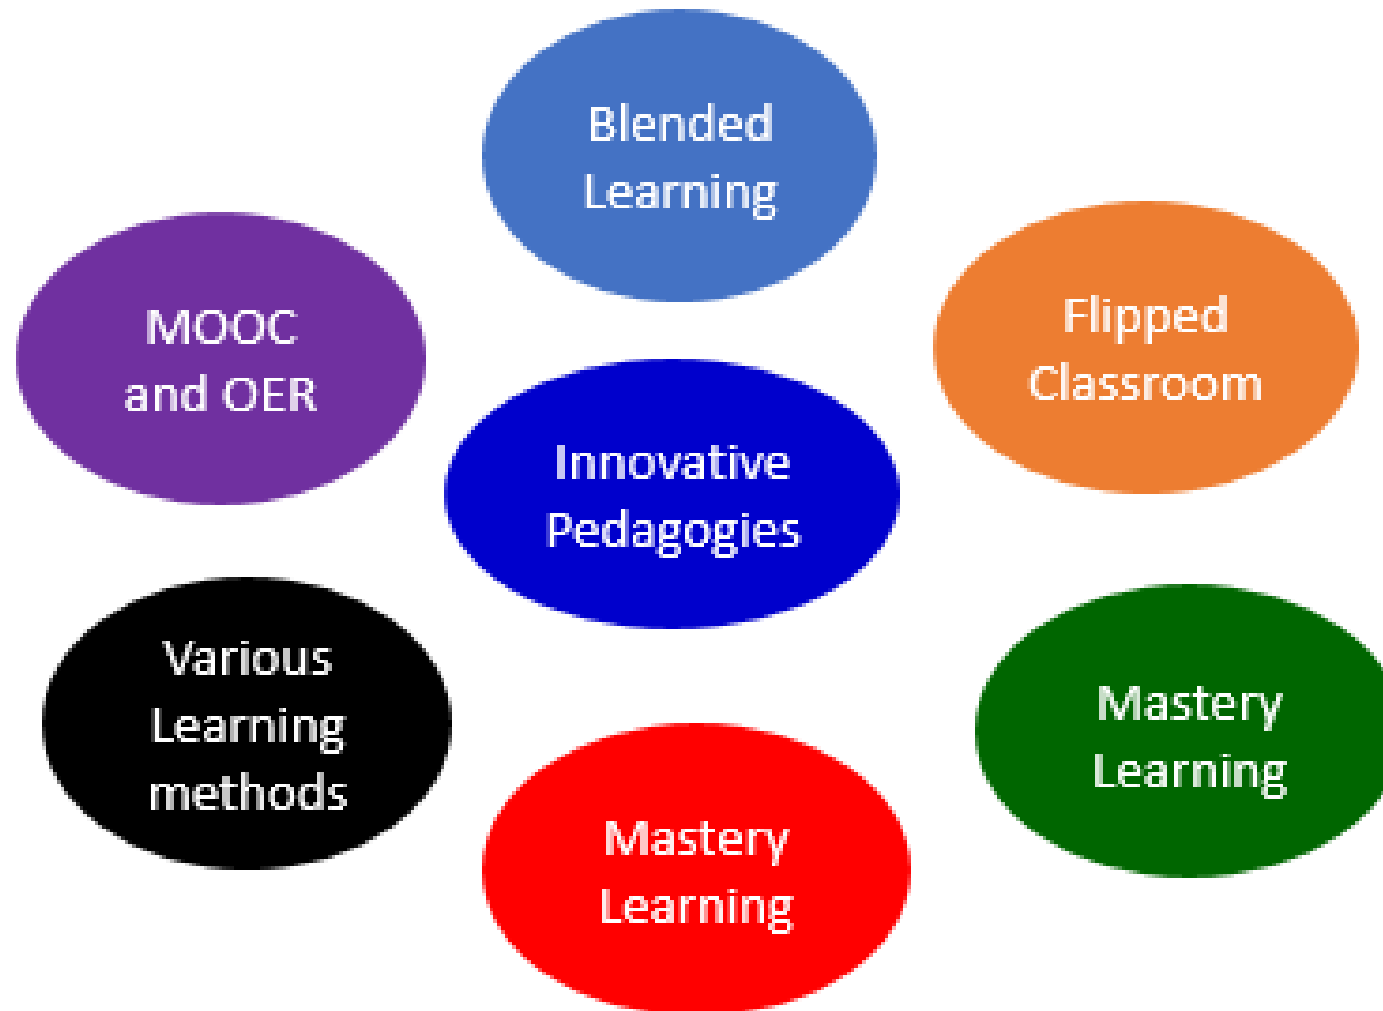 Blended
Learning
MOOC
and OER
Flipped
Classroom
Innovative
Pedagogies
Various
Learning
methods
Mastery
Learning
Mastery
Learning